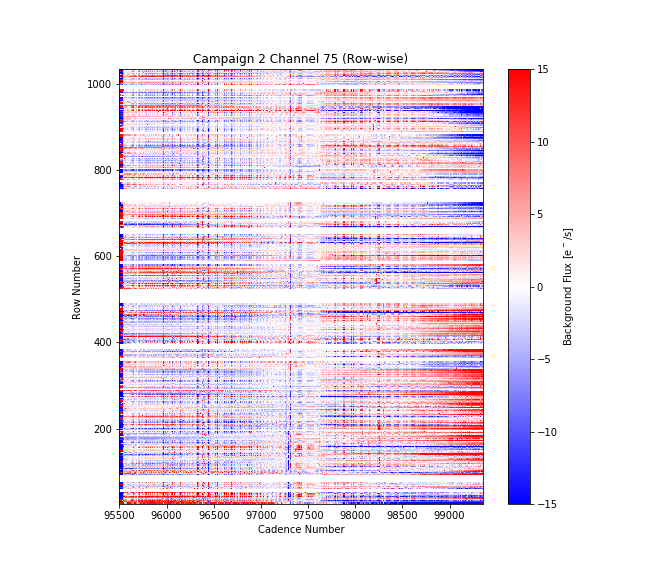 Campaign 2 Channel 75 (Row-wise)
1000
800
600
400
200
Row Number
95500 96000 96500 97000 97500 98000 98500 99000
Cadence Number
15
10
5
0
−5
−10
−15
Background Flux [e⁻/s]